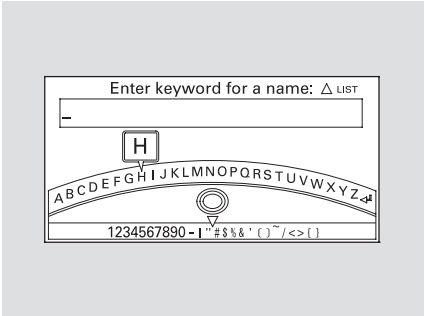 Enter keyword for a name: △ LIST
_
H
ABCDEFGHIJKLMNOPQRSTUVWXYZ
1234567890-|"#$%&'()~/<>{}